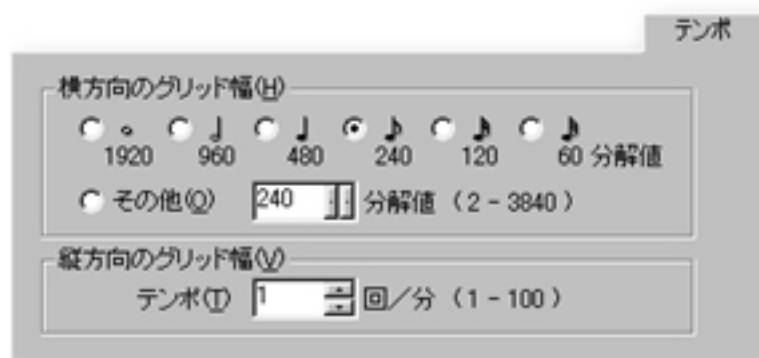 テンポ
横方向のグリッド幅(H)
1920 960 480 240 120 60 分解値
その他(O) 240 分解値 (2 - 3840)
縦方向のグリッド幅(V)
テンポ(T) 1 回／分 (1 - 100)